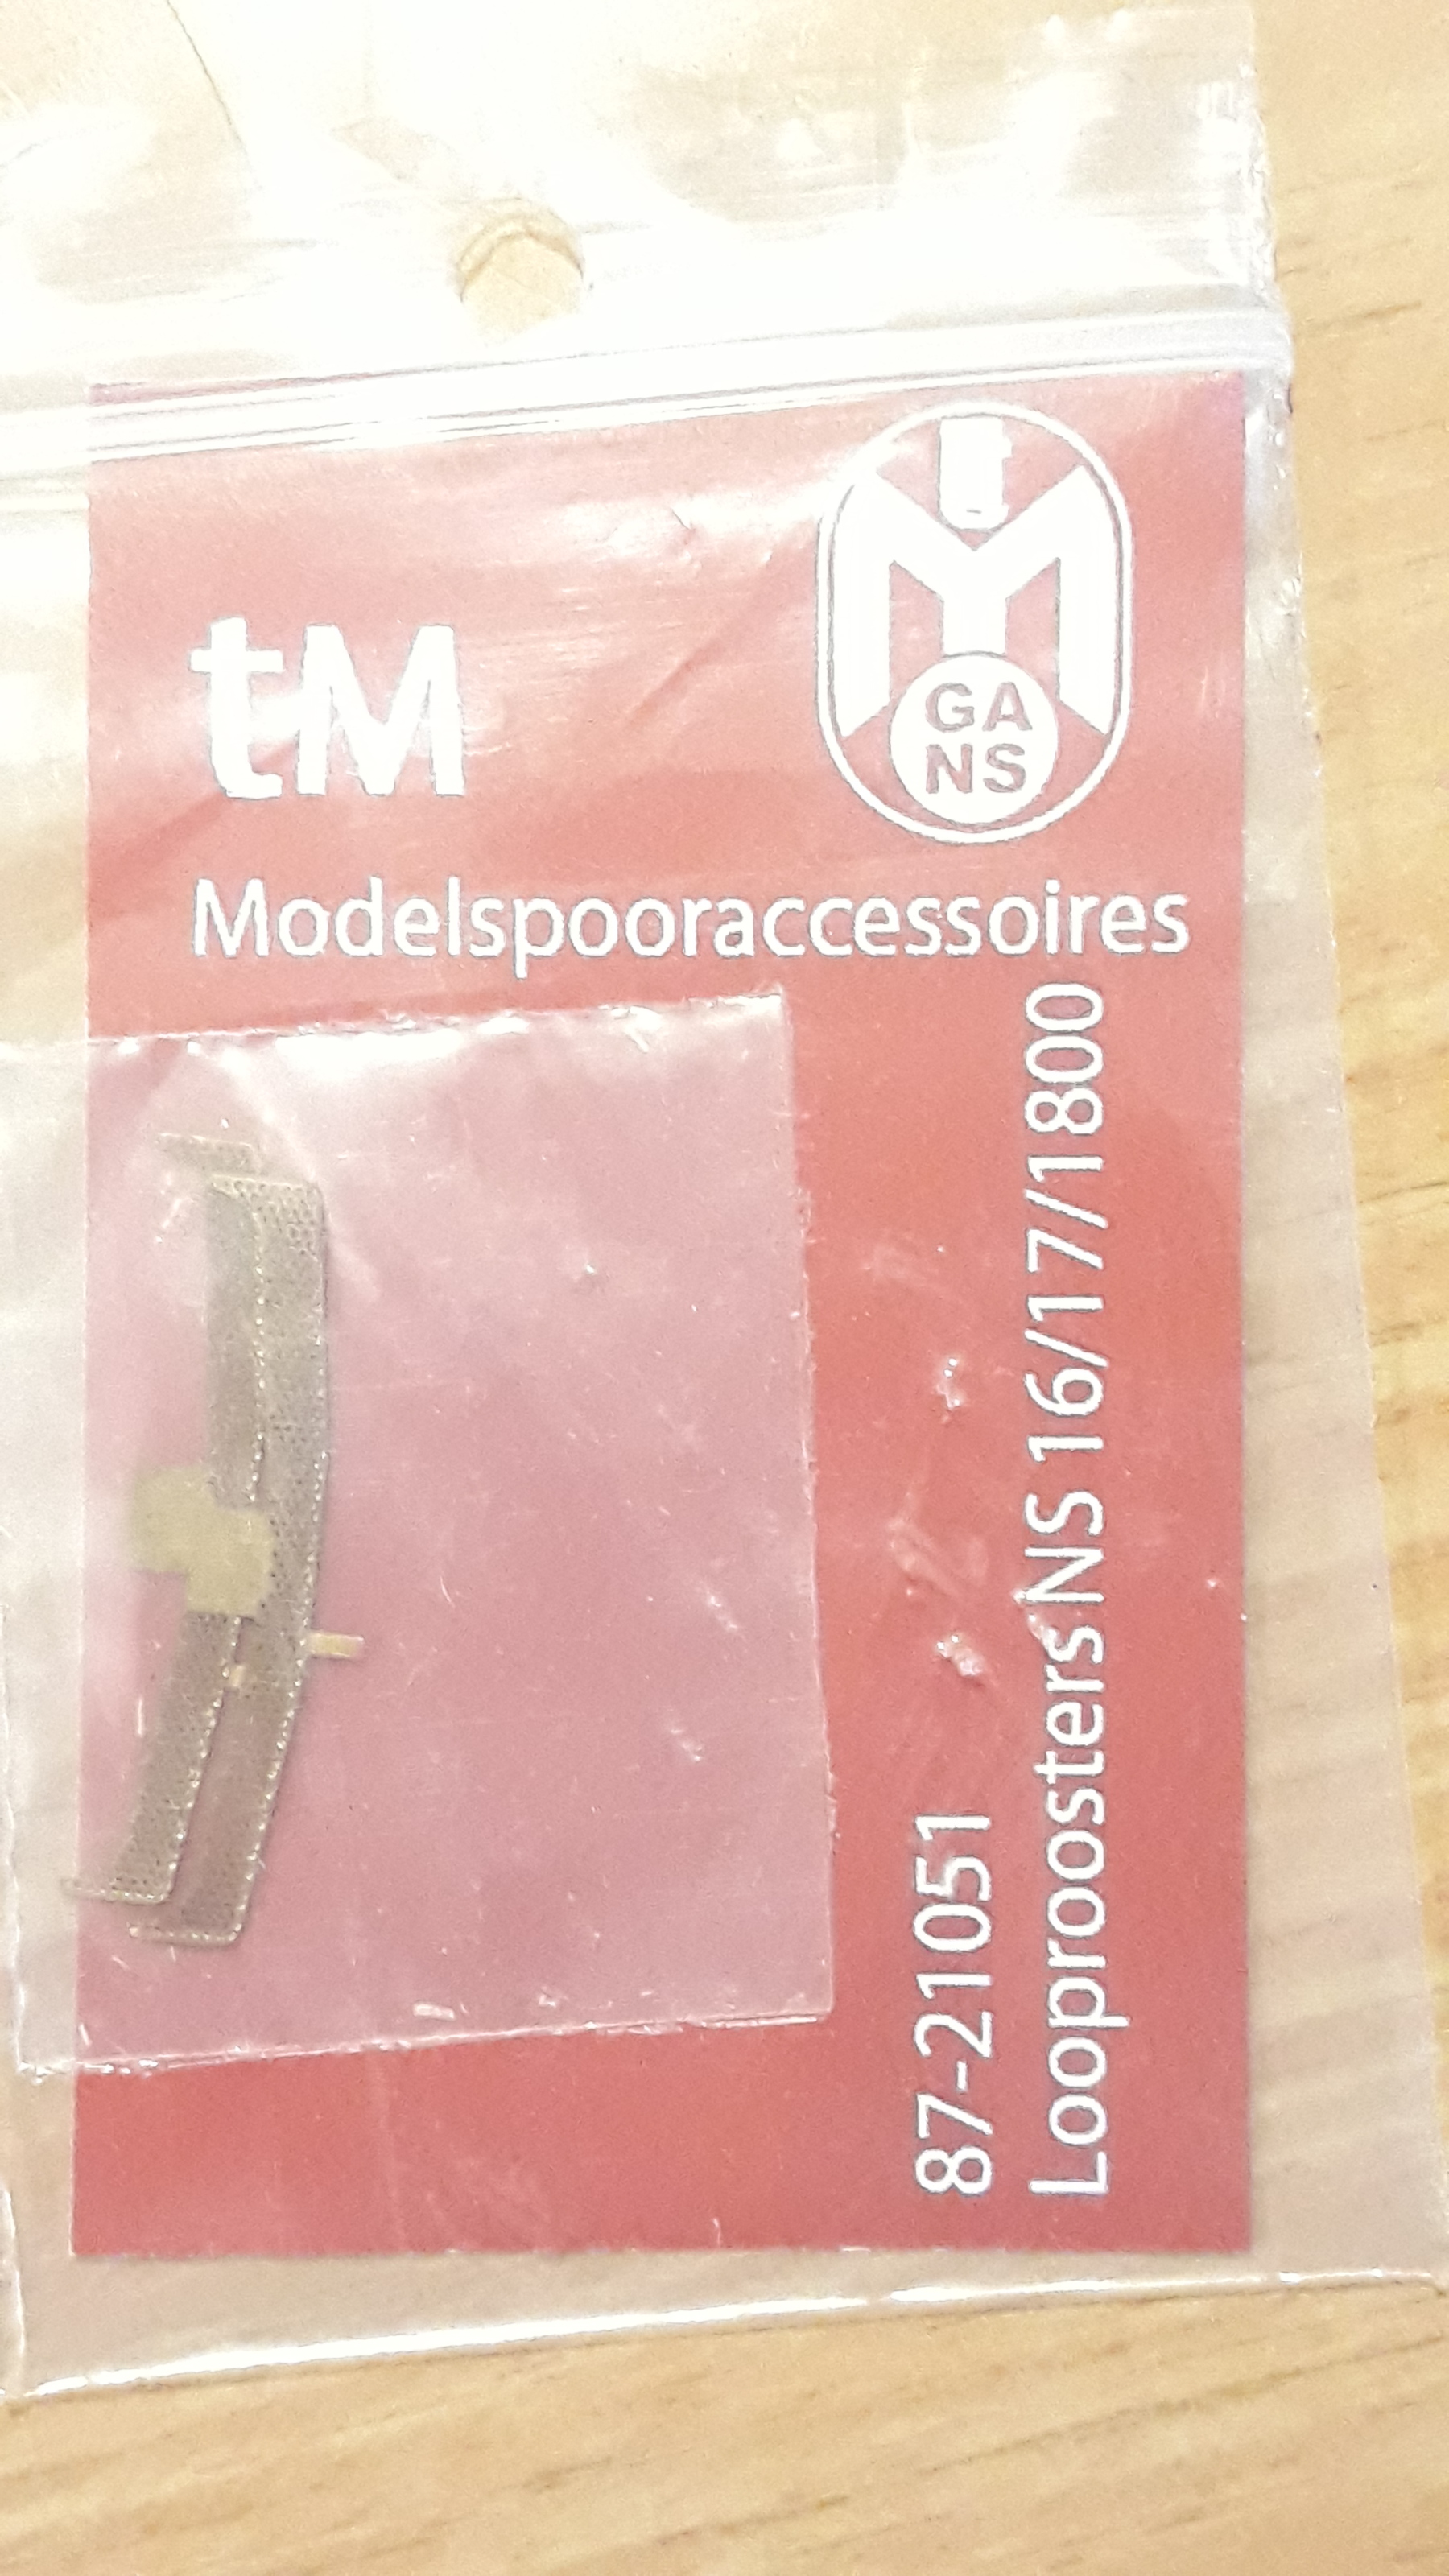 tM
GA
NS
Modelspooraccessoires
87-21051
Looproosters NS 16/17/1800